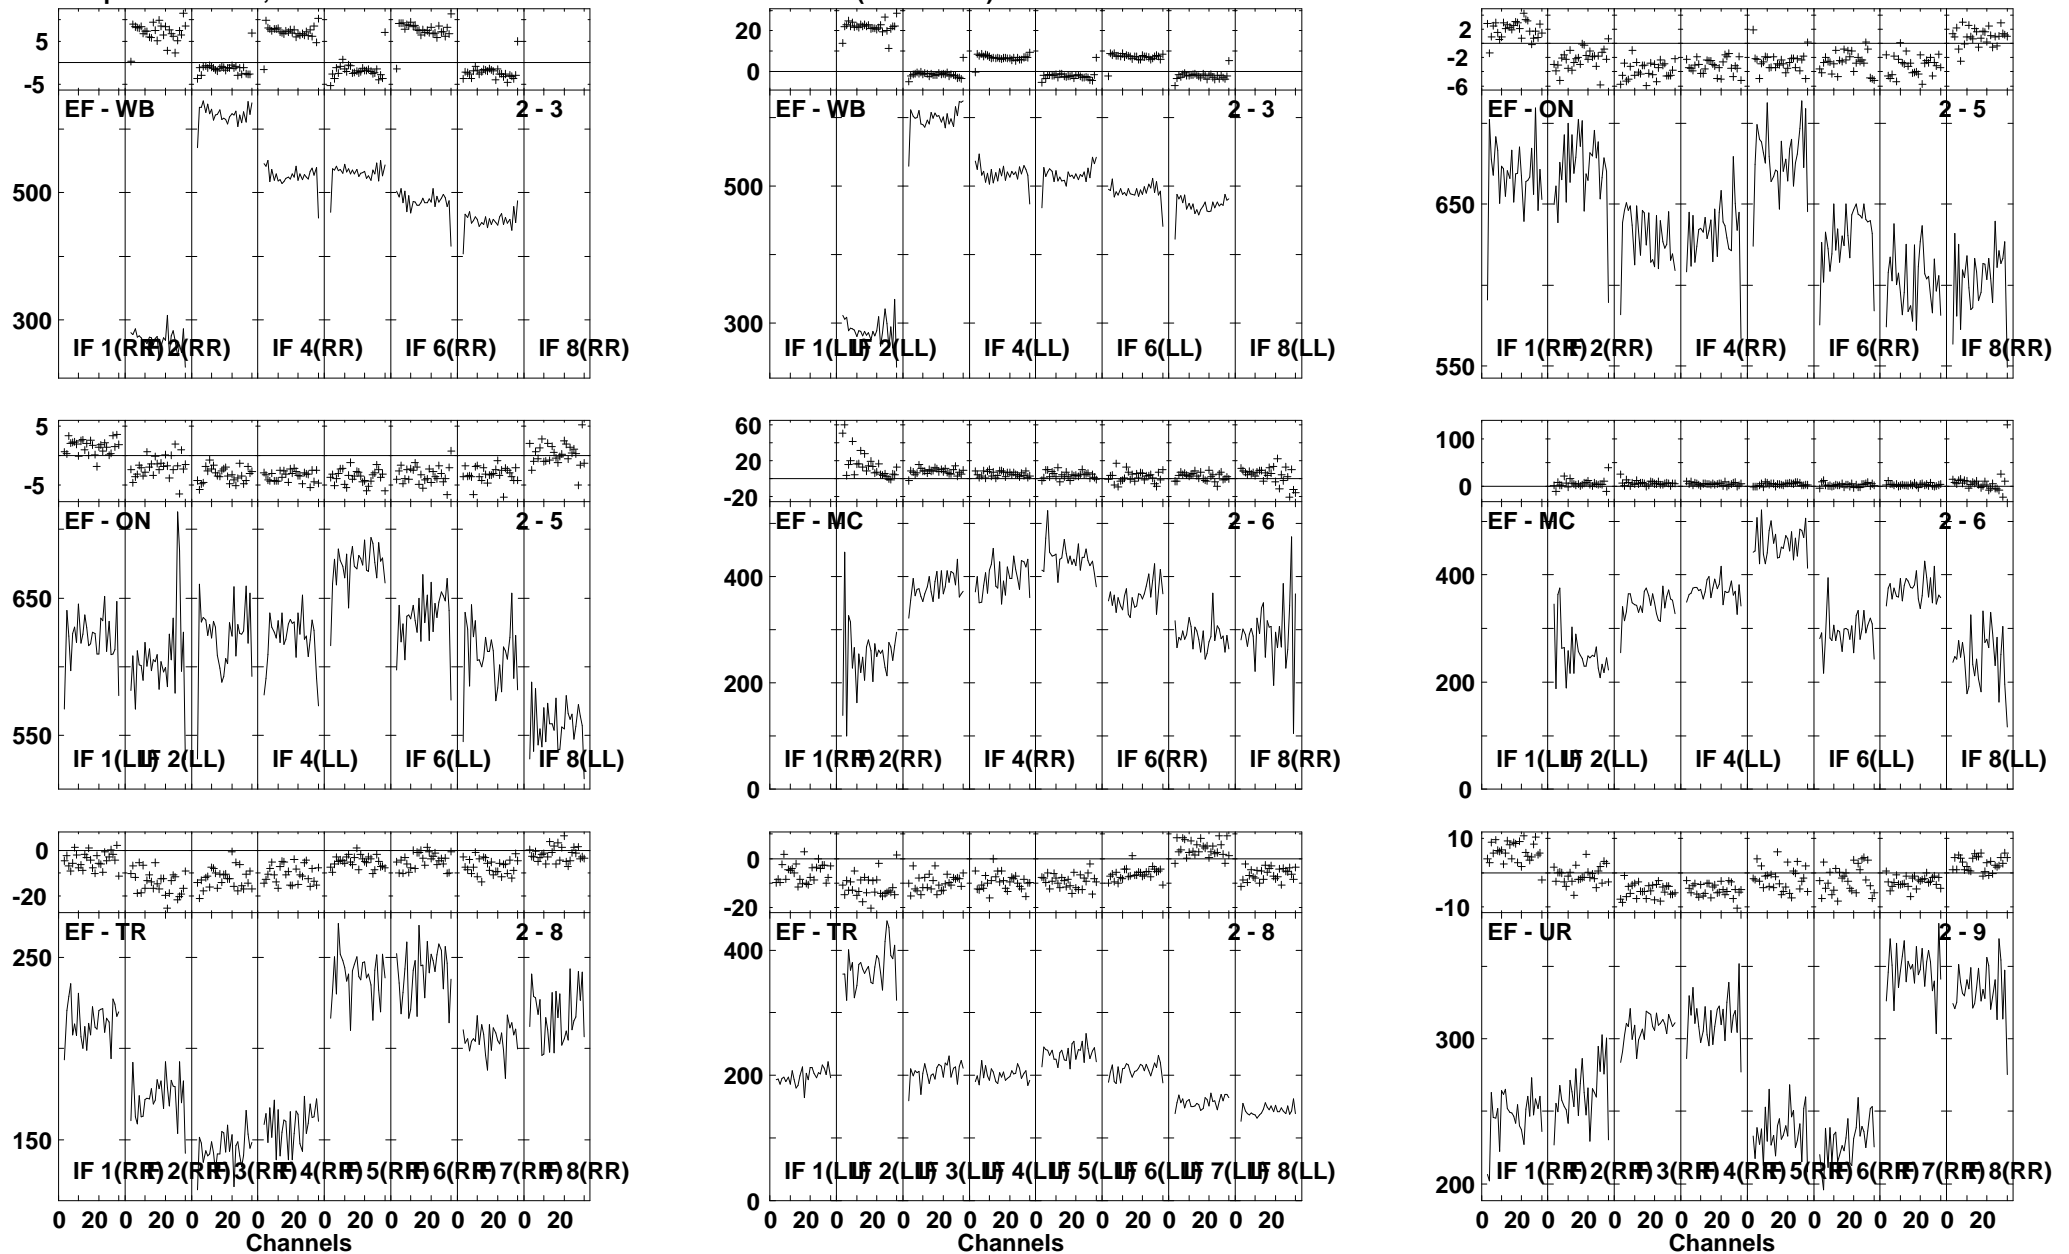 5
-5
EF - WB
2 - 3
500
300
IF 1(RR)
IF 2(RR)
IF 4(RR)
IF 6(RR)
IF 8(RR)
20
0
EF - WB
2 - 3
500
300
IF 1(LL)
IF 2(LL)
IF 4(LL)
IF 6(LL)
IF 8(LL)
2
-2
-6
EF - ON
2 - 5
650
550
IF 1(RR)
IF 2(RR)
IF 4(RR)
IF 6(RR)
IF 8(RR)
5
-5
EF - ON
2 - 5
650
550
IF 1(LL)
IF 2(LL)
IF 4(LL)
IF 6(LL)
IF 8(LL)
60
20
-20
EF - MC
2 - 6
400
200
0
IF 1(RR)
IF 2(RR)
IF 4(RR)
IF 6(RR)
IF 8(RR)
100
0
EF - MC
2 - 6
400
200
0
IF 1(LL)
IF 2(LL)
IF 4(LL)
IF 6(LL)
IF 8(LL)
0
-20
EF - TR
2 - 8
250
150
IF 1(RR)
IF 2(RR)
IF 3(RR)
IF 4(RR)
IF 5(RR)
IF 6(RR)
IF 7(RR)
IF 8(RR)
0 20 0 20 0 20 0 20 0 20 0 20 0 20 0 20
Channels
0
-20
EF - TR
2 - 8
400
200
0
IF 1(LL)
IF 2(LL)
IF 3(LL)
IF 4(LL)
IF 5(LL)
IF 6(LL)
IF 7(LL)
IF 8(LL)
0 20 0 20 0 20 0 20 0 20 0 20 0 20 0 20
Channels
10
-10
EF - UR
2 - 9
300
200
IF 1(RR)
IF 2(RR)
IF 3(RR)
IF 4(RR)
IF 5(RR)
IF 6(RR)
IF 7(RR)
IF 8(RR)
0 20 0 20 0 20 0 20 0 20 0 20 0 20 0 20
Channels